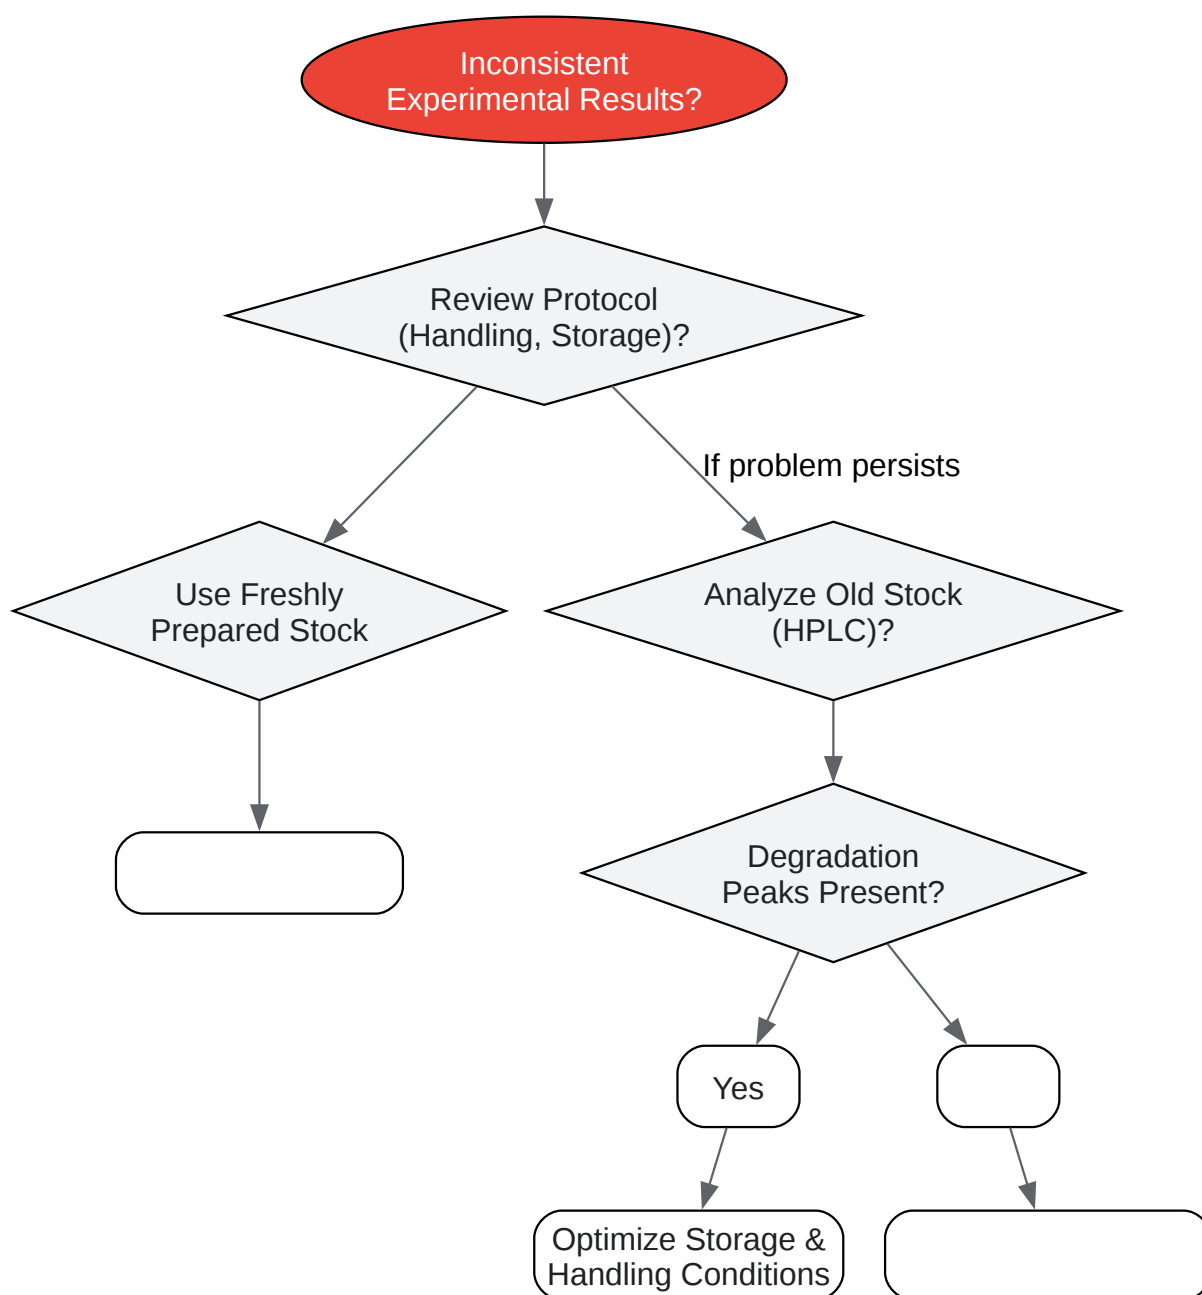 Inconsistent
Experimental Results?
Review Protocol
(Handling, Storage)?
If problem persists
Use Freshly
Prepared Stock
Analyze Old Stock
(HPLC)?
Degradation
Peaks Present?
Yes
Optimize Storage &
Handling Conditions